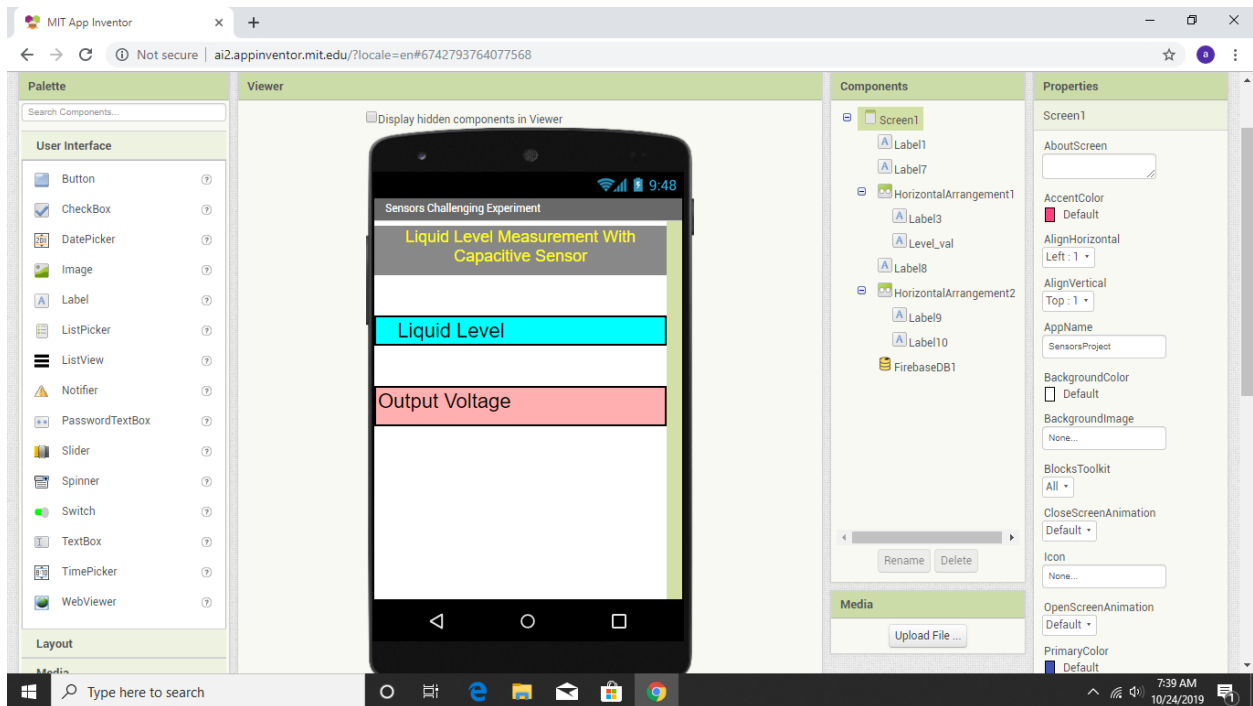 MIT App Inventor
Not secure | ai2.appinventor.mit.edu/?locale=en#6742793764077568
a
Palette
Viewer
Components
Properties
Search Components...
User Interface
Button
CheckBox
DatePicker
Image
Label
ListPicker
ListView
Notifier
PasswordTextBox
Slider
Spinner
Switch
TextBox
TimePicker
WebViewer
Layout
Media
Display hidden components in Viewer
9:48
Sensors Challenging Experiment
Liquid Level Measurement With
Capacitive Sensor
Liquid Level
Output Voltage
Screen1
Label1
Label7
HorizontalArrangement1
Label3
Level_val
Label8
HorizontalArrangement2
Label9
Label10
FirebaseDB1
Rename Delete
Media
Upload File ...
Screen1
AboutScreen
AccentColor
Default
AlignHorizontal
Left : 1
AlignVertical
Top : 1
AppName
SensorsProject
BackgroundColor
Default
BackgroundImage
None...
BlocksToolkit
All
CloseScreenAnimation
Default
Icon
None...
OpenScreenAnimation
Default
PrimaryColor
Default
Type here to search
7:39 AM
10/24/2019